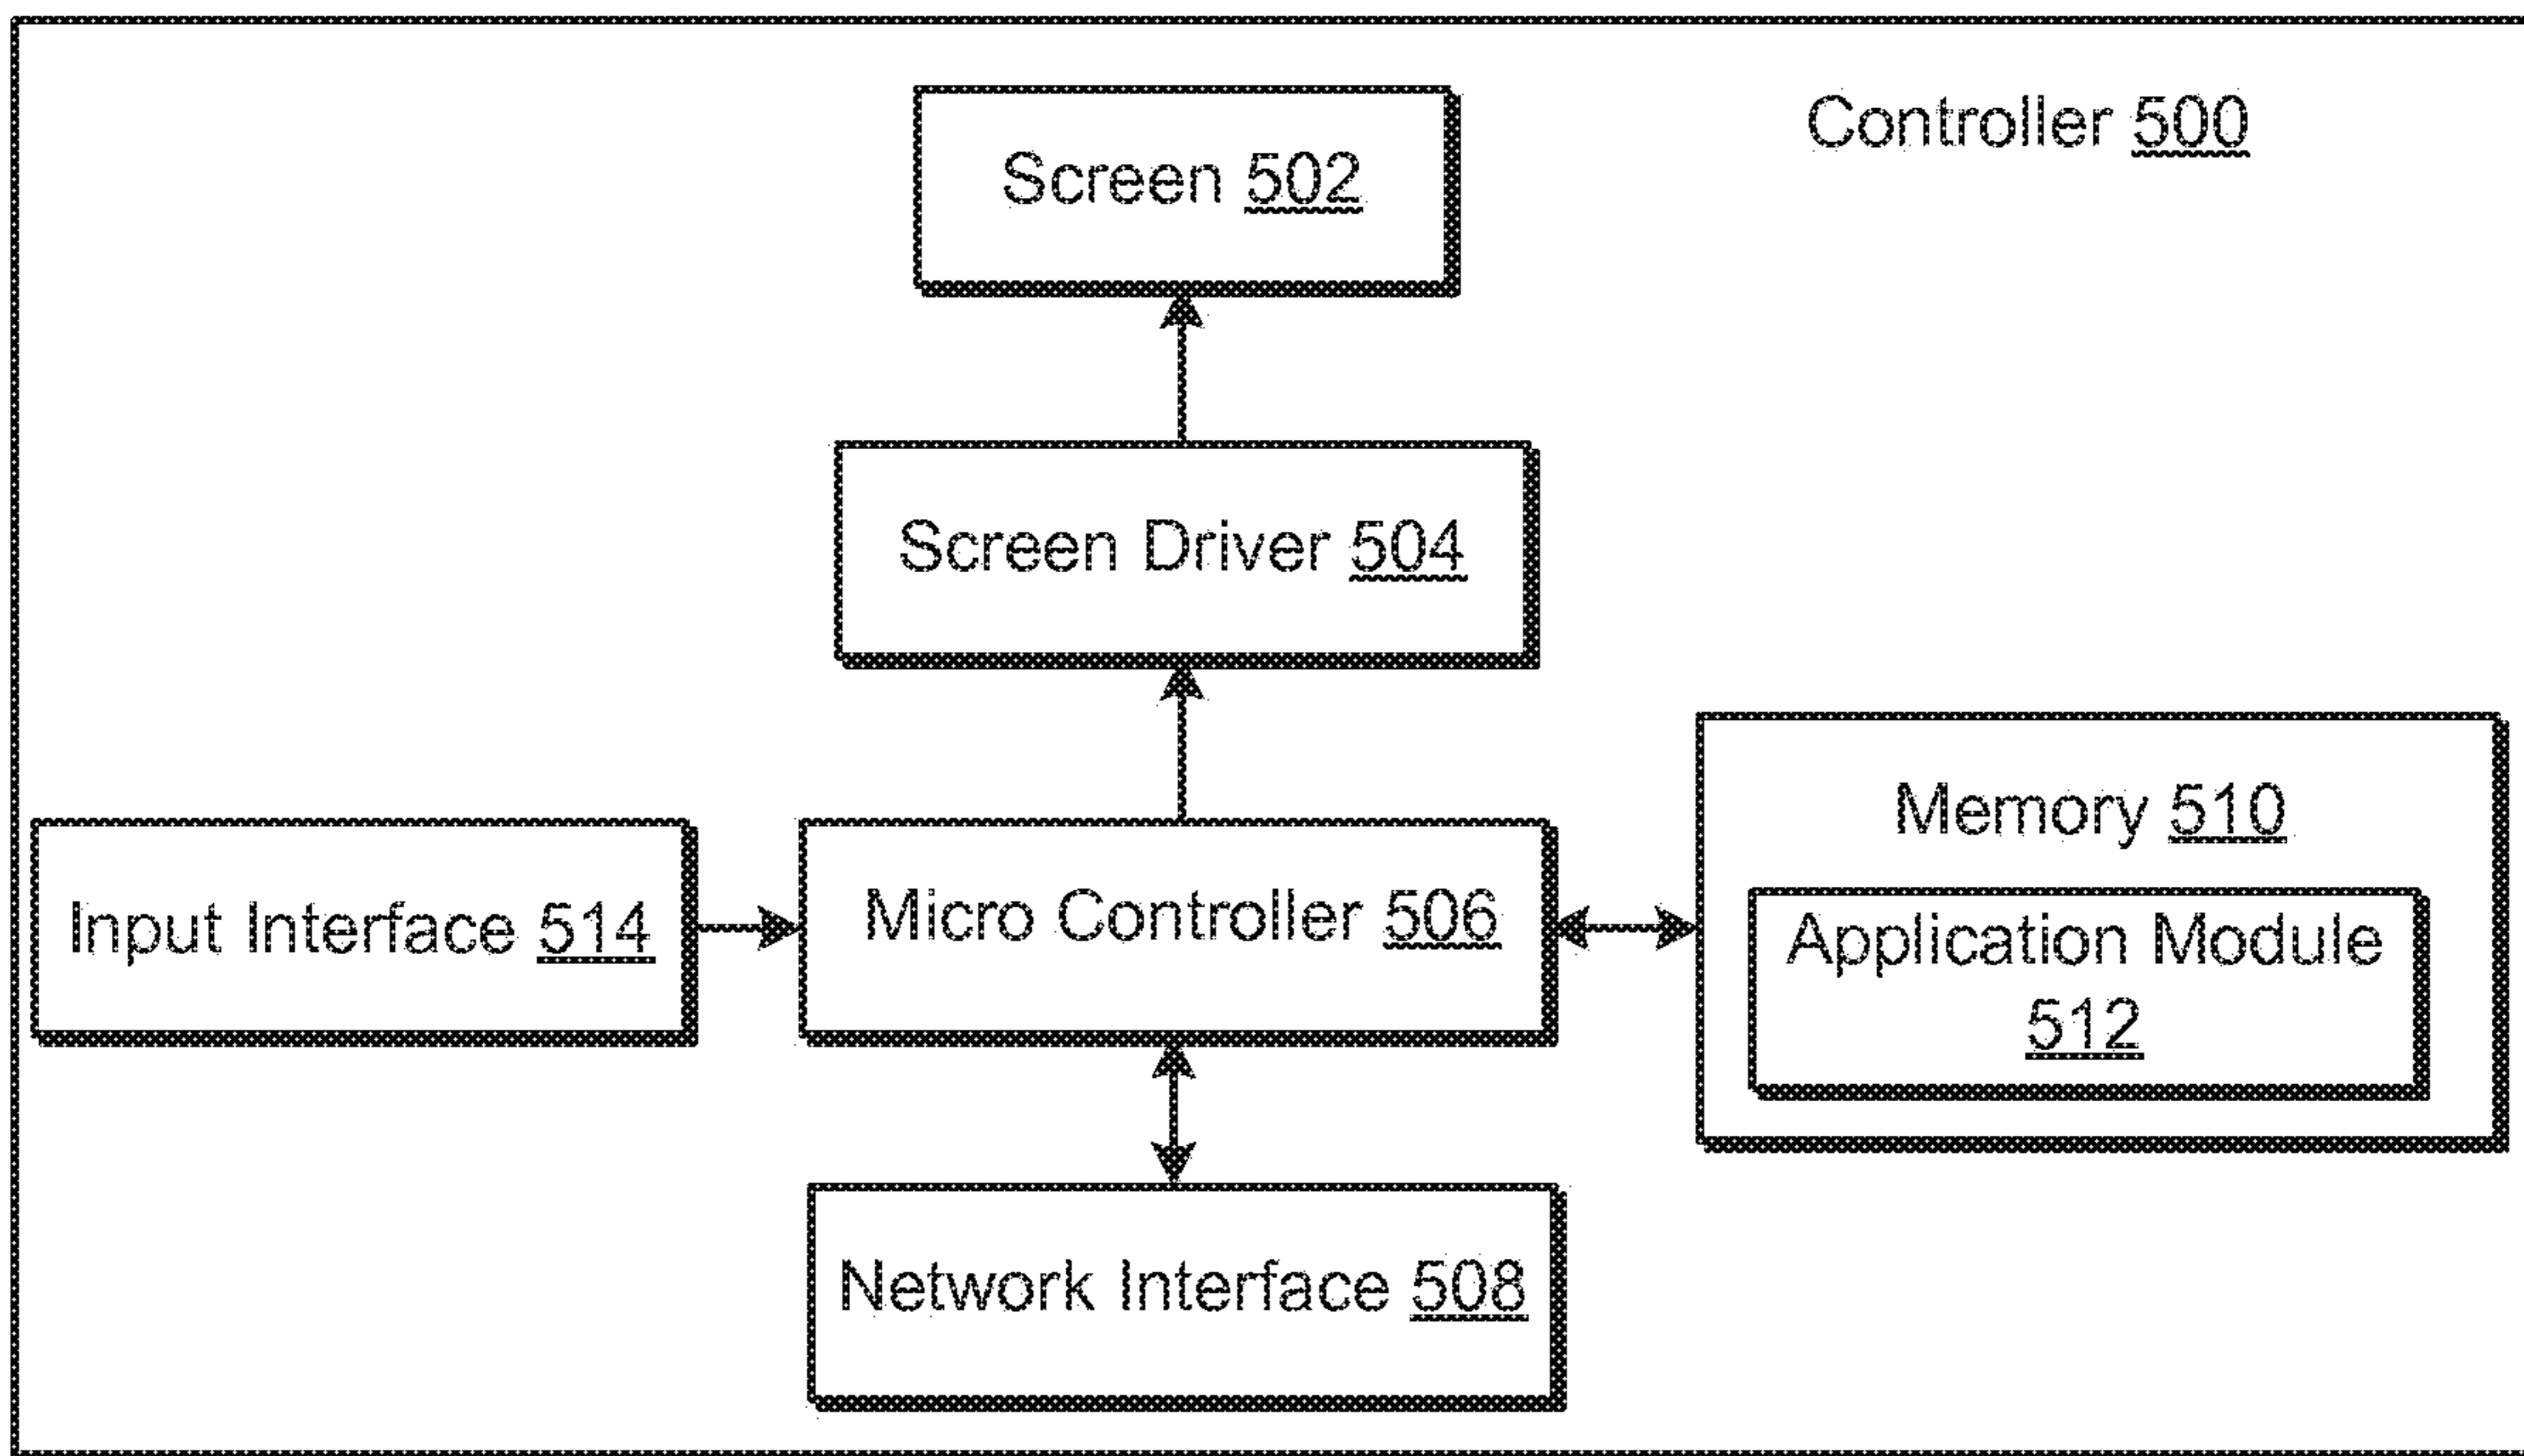 Controller 500
Screen 502
Screen Driver 504
Memory 510
Input Interface 514
Micro Controller 506
Application Module
512
Network Interface 508